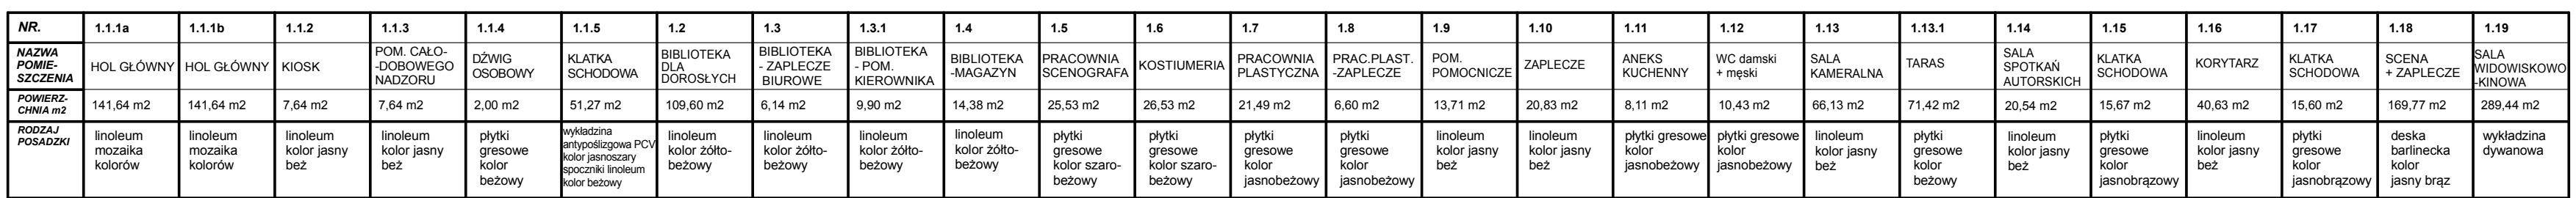 NR. 1.1.1a 1.1.1b 1.1.2 1.1.3 1.1.4 1.1.5 1.2 1.3 1.3.1 1.4 1.5 1.6 1.7 1.8 1.9 1.10 1.11 1.12 1.13 1.13.1 1.14 1.15 1.16 1.17 1.18 1.19
NAZWA
POMIE-
SZCZENIA
HOL GŁÓWNY
HOL GŁÓWNY
KIOSK
POM. CAŁO-
-DOBOWEGO
NADZORU
DŹWIG
OSOBOWY
KLATKA
SCHODOWA
BIBLIOTEKA
DLA
DOROSŁYCH
BIBLIOTEKA
- ZAPLECZE
BIUROWE
BIBLIOTEKA
- POM.
KIEROWNIKA
BIBLIOTEKA
-MAGAZYN
PRACOWNIA
SCENOGRAFA
KOSTIUMERIA
PRACOWNIA
PLASTYCZNA
PRAC.PLAST.
-ZAPLECZE
POM.
POMOCNICZE
ZAPLECZE
ANEKS
KUCHENNY
WC damski
+ męski
SALA
KAMERALNA
TARAS
SALA
SPOTKAŃ
AUTORSKICH
KLATKA
SCHODOWA
KORYTARZ
KLATKA
SCHODOWA
SCENA
+ ZAPLECZE
SALA
WIDOWISKOWO
-KINOWA
POWIERZ-
CHNIA m2
141,64 m2 141,64 m2 7,64 m2 7,64 m2 2,00 m2 51,27 m2 109,60 m2 6,14 m2 9,90 m2 14,38 m2 25,53 m2 26,53 m2 21,49 m2 6,60 m2 13,71 m2 20,83 m2 8,11 m2 10,43 m2 66,13 m2 71,42 m2 20,54 m2 15,67 m2 40,63 m2 15,60 m2 169,77 m2 289,44 m2
RODZAJ
POSADZKI
linoleum
mozaika
kolorów
linoleum
mozaika
kolorów
linoleum
kolor jasny
beż
linoleum
kolor jasny
beż
płytki
gresowe
kolor
beżowy
wykładzina
antypoślizgowa PCV
kolor jasnoszary
spoczniki linoleum
kolor beżowy
linoleum
kolor żółto-
beżowy
linoleum
kolor żółto-
beżowy
linoleum
kolor żółto-
beżowy
linoleum
kolor żółto-
beżowy
płytki
gresowe
kolor szaro-
beżowy
płytki
gresowe
kolor szaro-
beżowy
płytki
gresowe
kolor
jasnobeżowy
płytki
gresowe
kolor
jasnobeżowy
linoleum
kolor jasny
beż
linoleum
kolor jasny
beż
płytki gresowe
kolor
jasnobeżowy
płytki gresowe
kolor
jasnobeżowy
linoleum
kolor jasny
beż
płytki
gresowe
kolor
beżowy
linoleum
kolor jasny
beż
płytki
gresowe
kolor
jasnobrązowy
linoleum
kolor jasny
beż
płytki
gresowe
kolor
jasnobrązowy
deska
barlinecka
kolor
jasny brąz
wykładzina
dywanowa